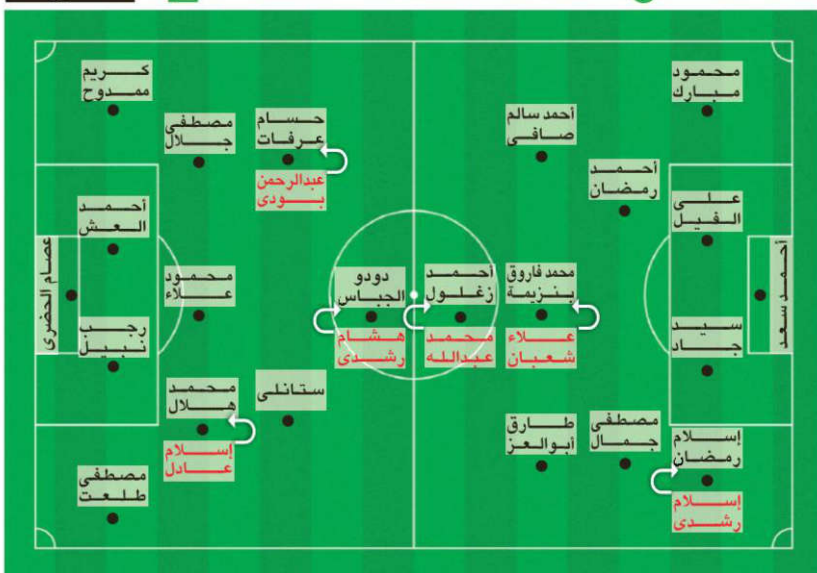 محمود
مبارك
أحمد سالم
صافى
أحمد
رمضان
على
الفيل
أحمد سعد
محمد فاروق
بنزيمة
علاء
شعبان
أحمد
زغلول
محمد
عبدالله
سيد
جاد
طارق
أبوالعز
مصطفى
جمال
إسلام
رمضان
إسلام
رشدى
حسام
عرفات
عبدالرحمن
بودى
مصطفى
جلال
كريم
ممدوح
أحمد
العش
محمود
علاء
دودو
الجباس
هشام
رشدى
عصام الحضرى
رجب
نبيل
ستانلى
محمد
هلال
إسلام
عادل
مصطفى
طلعت